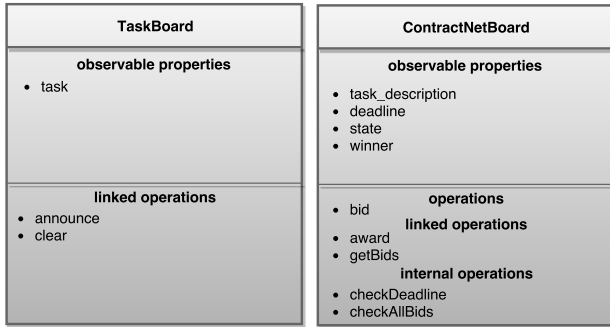 TaskBoard
observable properties
• task
linked operations
• announce
• clear
ContractNetBoard
observable properties
• task_description
• deadline
• state
• winner
operations
• bid
linked operations
• award
• getBids
internal operations
• checkDeadline
• checkAllBids